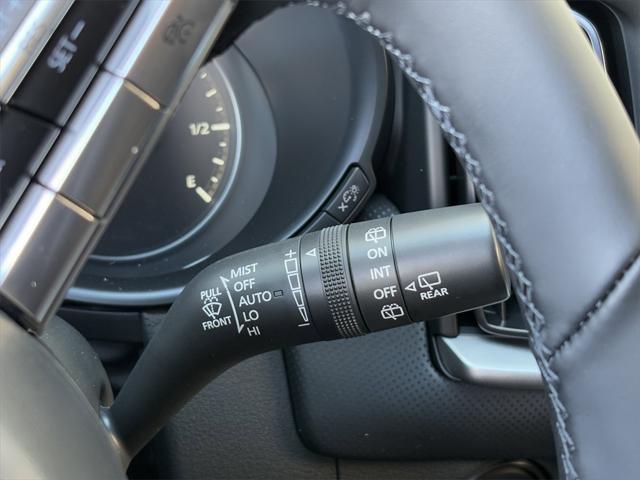 SET −
1/2
E
MIST
OFF
AUTO
LO
HI
PULL
FRONT
+
−
ON
INT
OFF
REAR